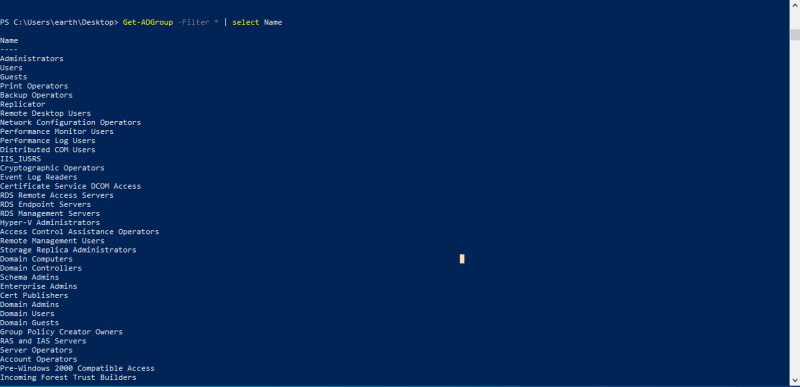 PS C:\Users\earth\Desktop> Get-ADGroup -Filter * | select Name
Name
----
Administrators
Users
Guests
Print Operators
Backup Operators
Replicator
Remote Desktop Users
Network Configuration Operators
Performance Monitor Users
Performance Log Users
Distributed COM Users
IIS_IUSRS
Cryptographic Operators
Event Log Readers
Certificate Service DCOM Access
RDS Remote Access Servers
RDS Endpoint Servers
RDS Management Servers
Hyper-V Administrators
Access Control Assistance Operators
Remote Management Users
Storage Replica Administrators
Domain Computers
Domain Controllers
Schema Admins
Enterprise Admins
Cert Publishers
Domain Admins
Domain Users
Domain Guests
Group Policy Creator Owners
RAS and IAS Servers
Server Operators
Account Operators
Pre-Windows 2000 Compatible Access
Incoming Forest Trust Builders